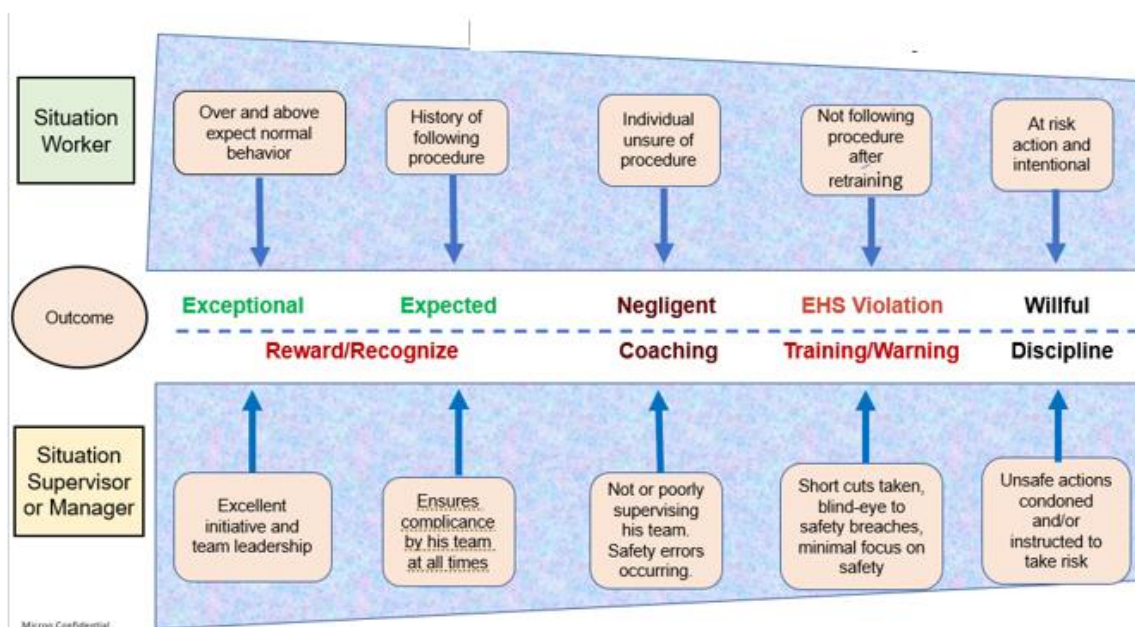 Situation
Worker
Over and above
expect normal
behavior
History of
following
procedure
Individual
unsure of
procedure
Not following
procedure
after
retraining
At risk
action and
intentional
Outcome
Exceptional
Expected
Negligent
EHS Violation
Willful
Reward/Recognize
Coaching
Training/Warning
Discipline
Situation
Supervisor
or Manager
Excellent
initiative and
team leadership
Ensures
complicance
by his team
at all times
Not or poorly
supervising
his team.
Safety errors
occurring.
Short cuts taken,
blind-eye to
safety breaches,
minimal focus on
safety
Unsafe actions
condoned
and/or
instructed to
take risk
Micron Confidential